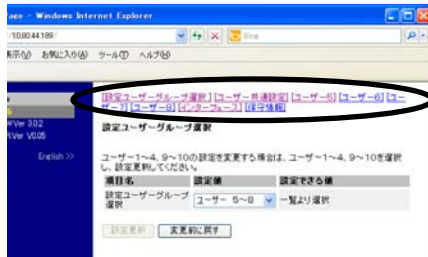 ace - Windows Internet Explorer
10.80.44.189/
Bing
表示(V) お気に入り(A) ツール(T) ヘルプ(H)
[設定ユーザーグループ選択] [ユーザー共通設定] [ユーザー5] [ユーザー6] [ユー
ザー7] [ユーザー8] [インターフェース] [保守情報]
Ver 3.02
Ver V0.05
設定ユーザーグループ選択
English >>
ユーザー1～4、9～10の設定を変更する場合は、ユーザー1～4、9～10を選択
し、設定更新してください。
項目名 設定値 設定できる値
設定ユーザーグループ
選択 ユーザー 5～8 一覧より選択
設定更新 変更前に戻す